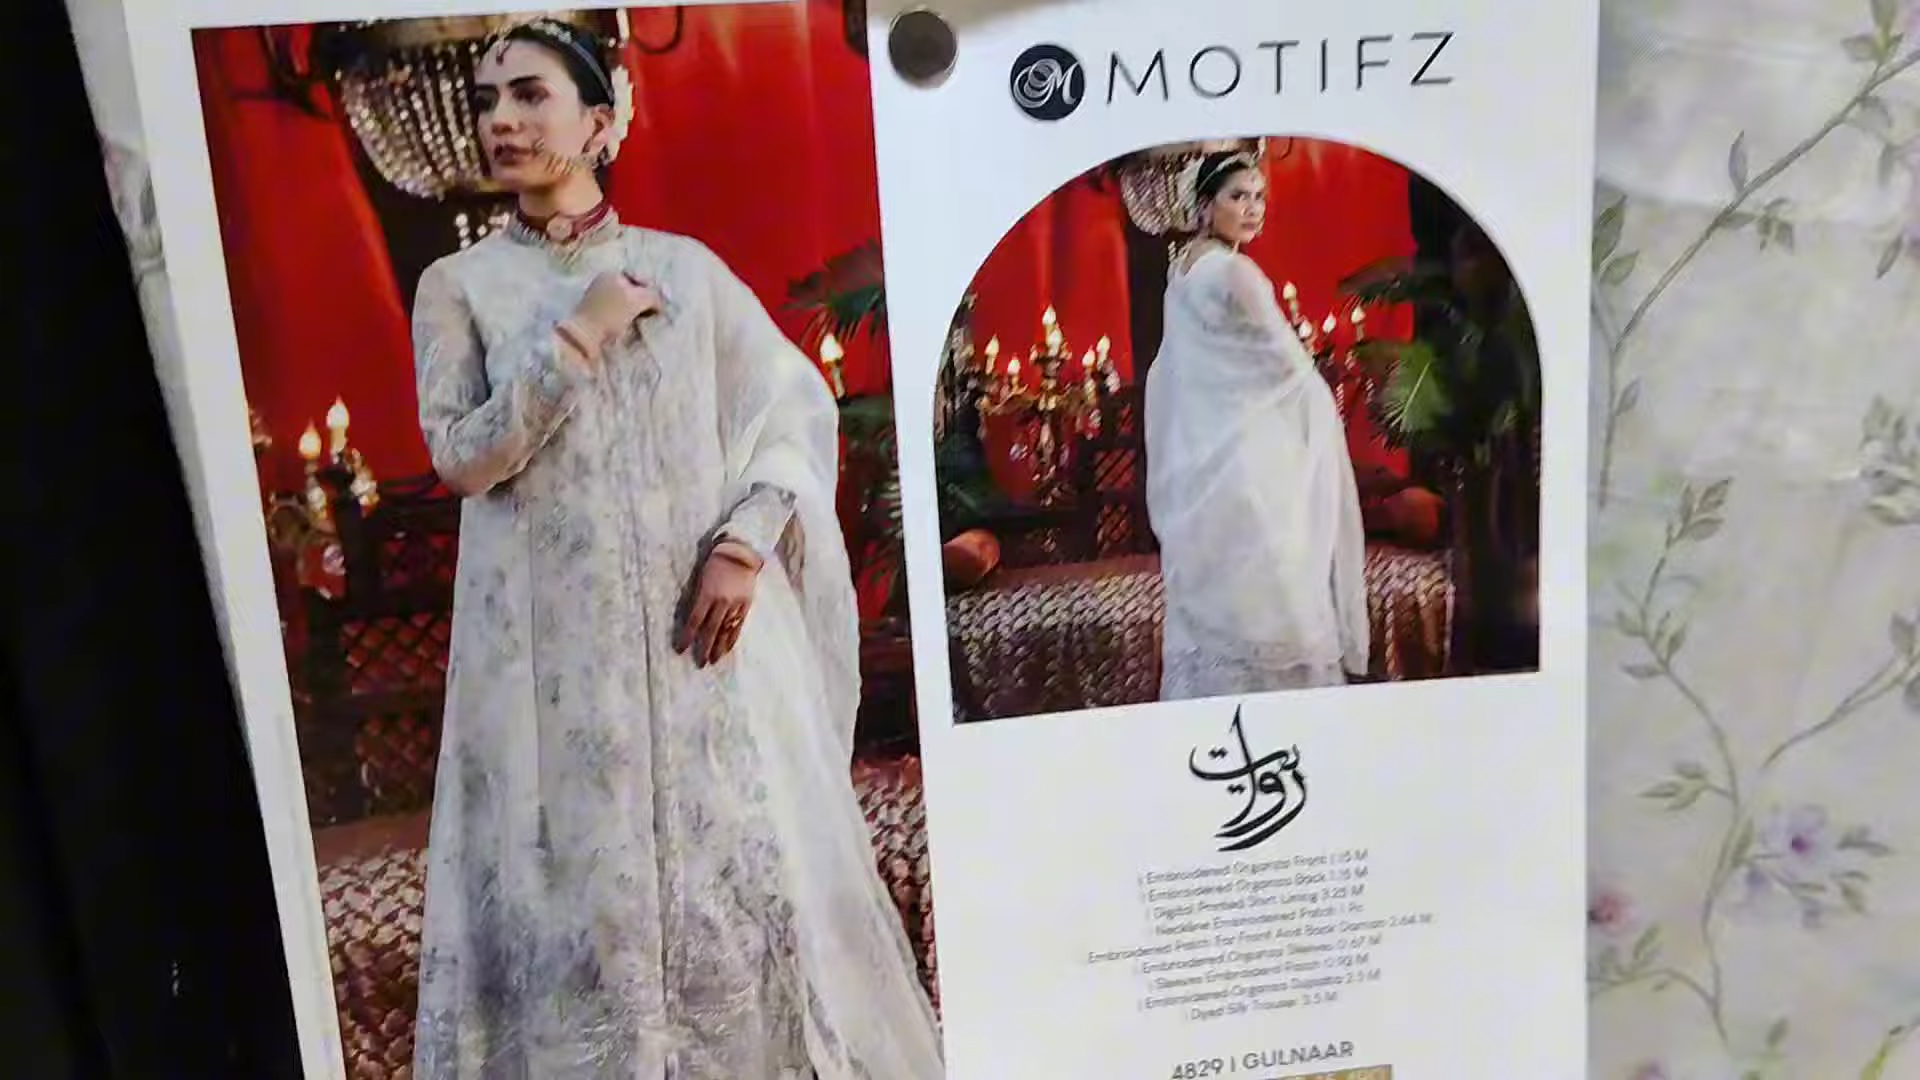 MOTIFZ
روایت
| Embroidered Organza Front 1.15 M
| Embroidered Organza Back 1.15 M
| Digital Printed Shirt Lining 3.25 M
| Neckline Embroidered Patch 1 Pc
Embroidered Patch For Front And Back Daman 2.64 M
| Embroidered Organza Sleeves 0.67 M
| Sleeves Embroidered Patch
| Embroidered Organza Dupatta 2.5 M
| Dyed Silk Trouser 2.5 M
4829 | GULNAAR